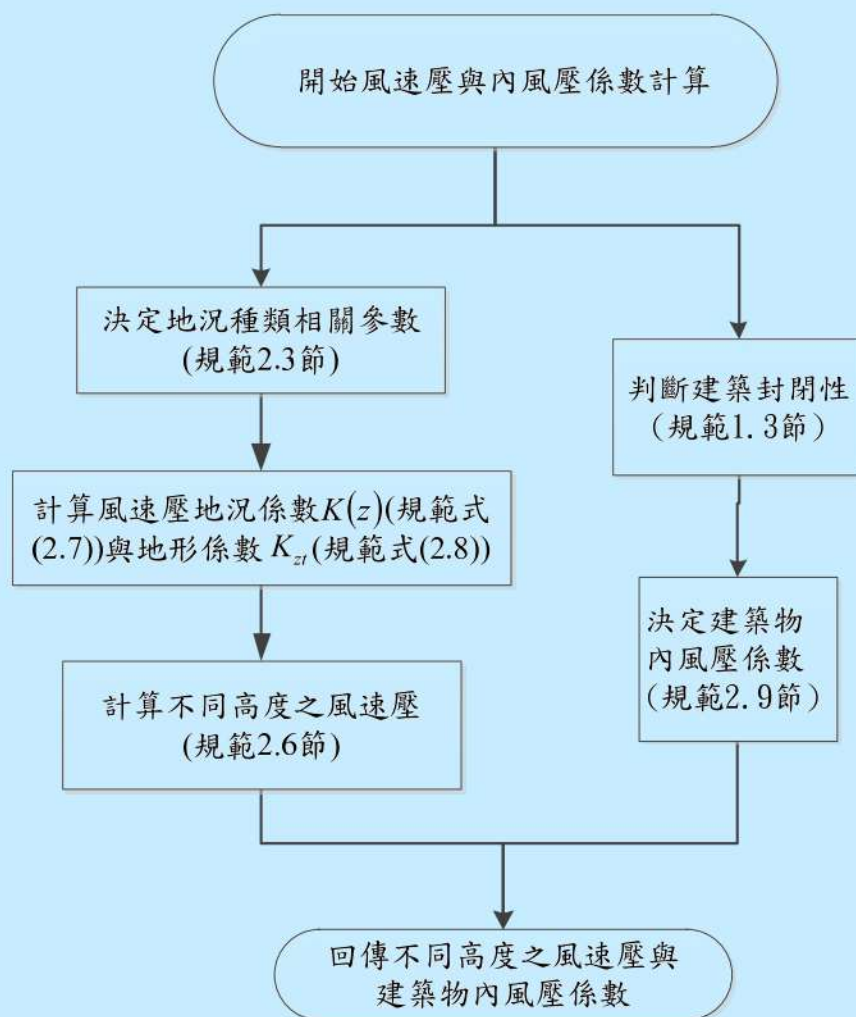 開始風速壓與內風壓係數計算
決定地況種類相關參數
(規範2.3節)
計算風速壓地況係數K(z)(規範式
(2.7))與地形係數 Kzt(規範式(2.8))
計算不同高度之風速壓
(規範2.6節)
判斷建築封閉性
（規範1.3節）
決定建築物
內風壓係數
（規範2.9節）
回傳不同高度之風速壓與
建築物內風壓係數